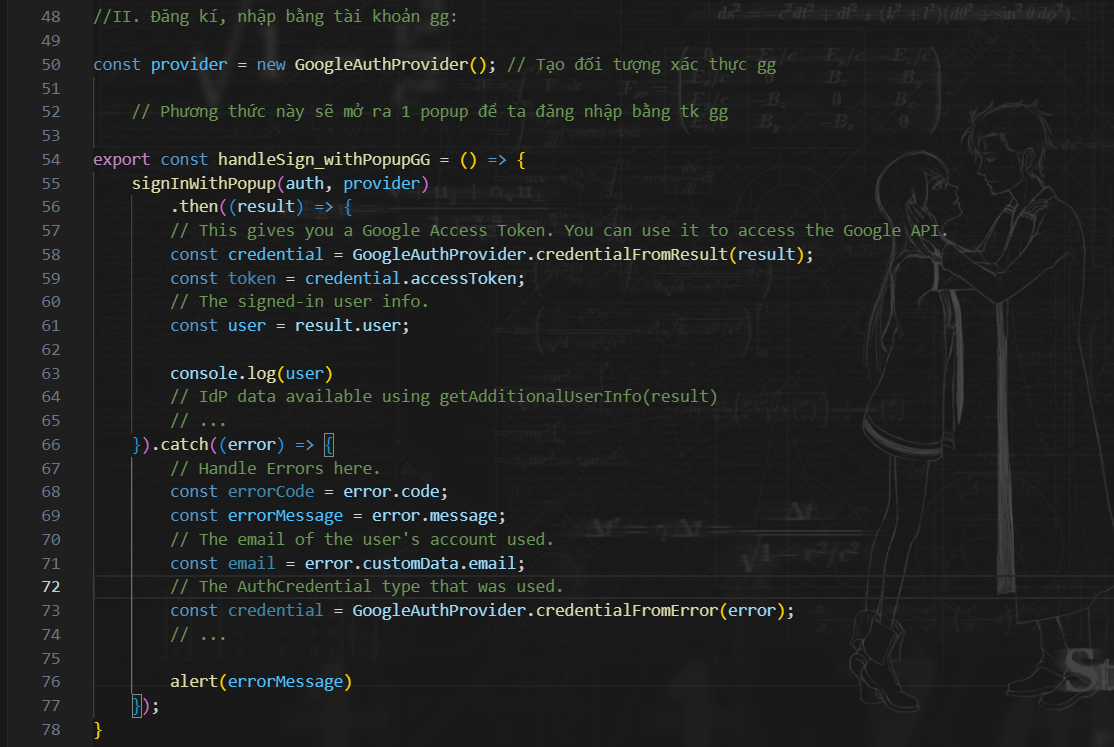 48 //II. Đăng kí, nhập bằng tài khoản gg:
49
50 const provider = new GoogleAuthProvider(); // Tạo đối tượng xác thực gg
51
52 // Phương thức này sẽ mở ra 1 popup để ta đăng nhập bằng tk gg
53
54 export const handleSign_withPopupGG = () => {
55 signInWithPopup(auth, provider)
56 .then((result) => {
57 // This gives you a Google Access Token. You can use it to access the Google API.
58 const credential = GoogleAuthProvider.credentialFromResult(result);
59 const token = credential.accessToken;
60 // The signed-in user info.
61 const user = result.user;
62
63 console.log(user)
64 // IdP data available using getAdditionalUserInfo(result)
65 // ...
66 }).catch((error) => {
67 // Handle Errors here.
68 const errorCode = error.code;
69 const errorMessage = error.message;
70 // The email of the user's account used.
71 const email = error.customData.email;
72 // The AuthCredential type that was used.
73 const credential = GoogleAuthProvider.credentialFromError(error);
74 // ...
75
76 alert(errorMessage)
77 });
78 }